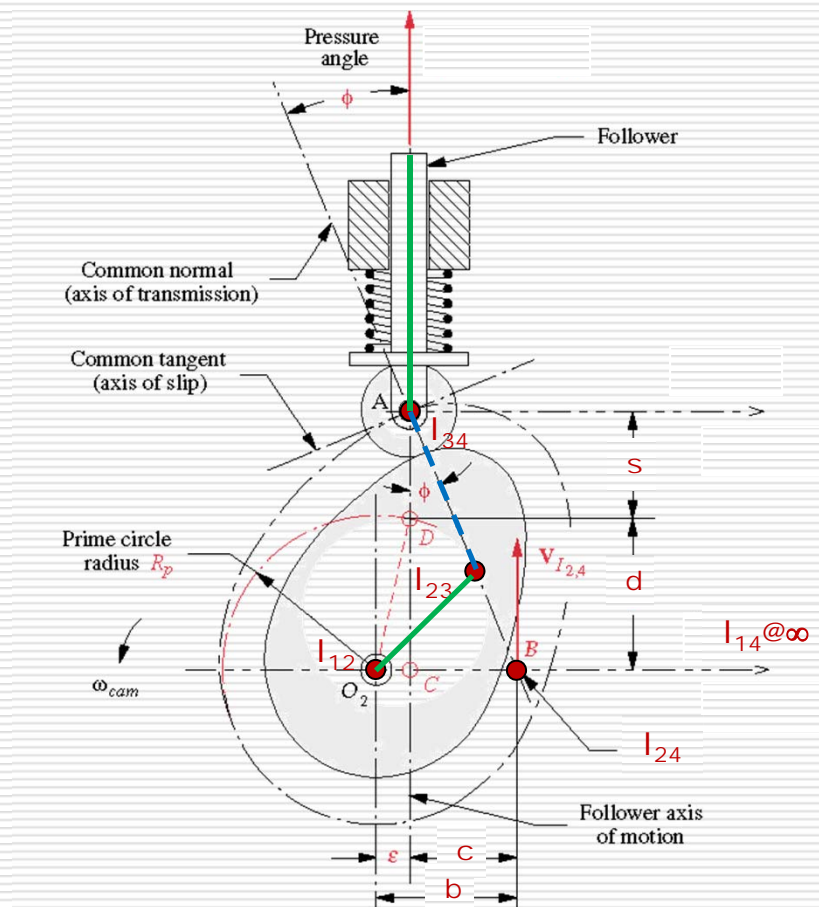 Pressure
angle
ϕ
Follower
Common normal
(axis of transmission)
Common tangent
(axis of slip)
A
I34
s
ϕ
Prime circle
radius Rp
D
VI2,4
I23
d
I14@∞
I12
B
ωcam
O2
C
I24
Follower axis
of motion
ε
c
b